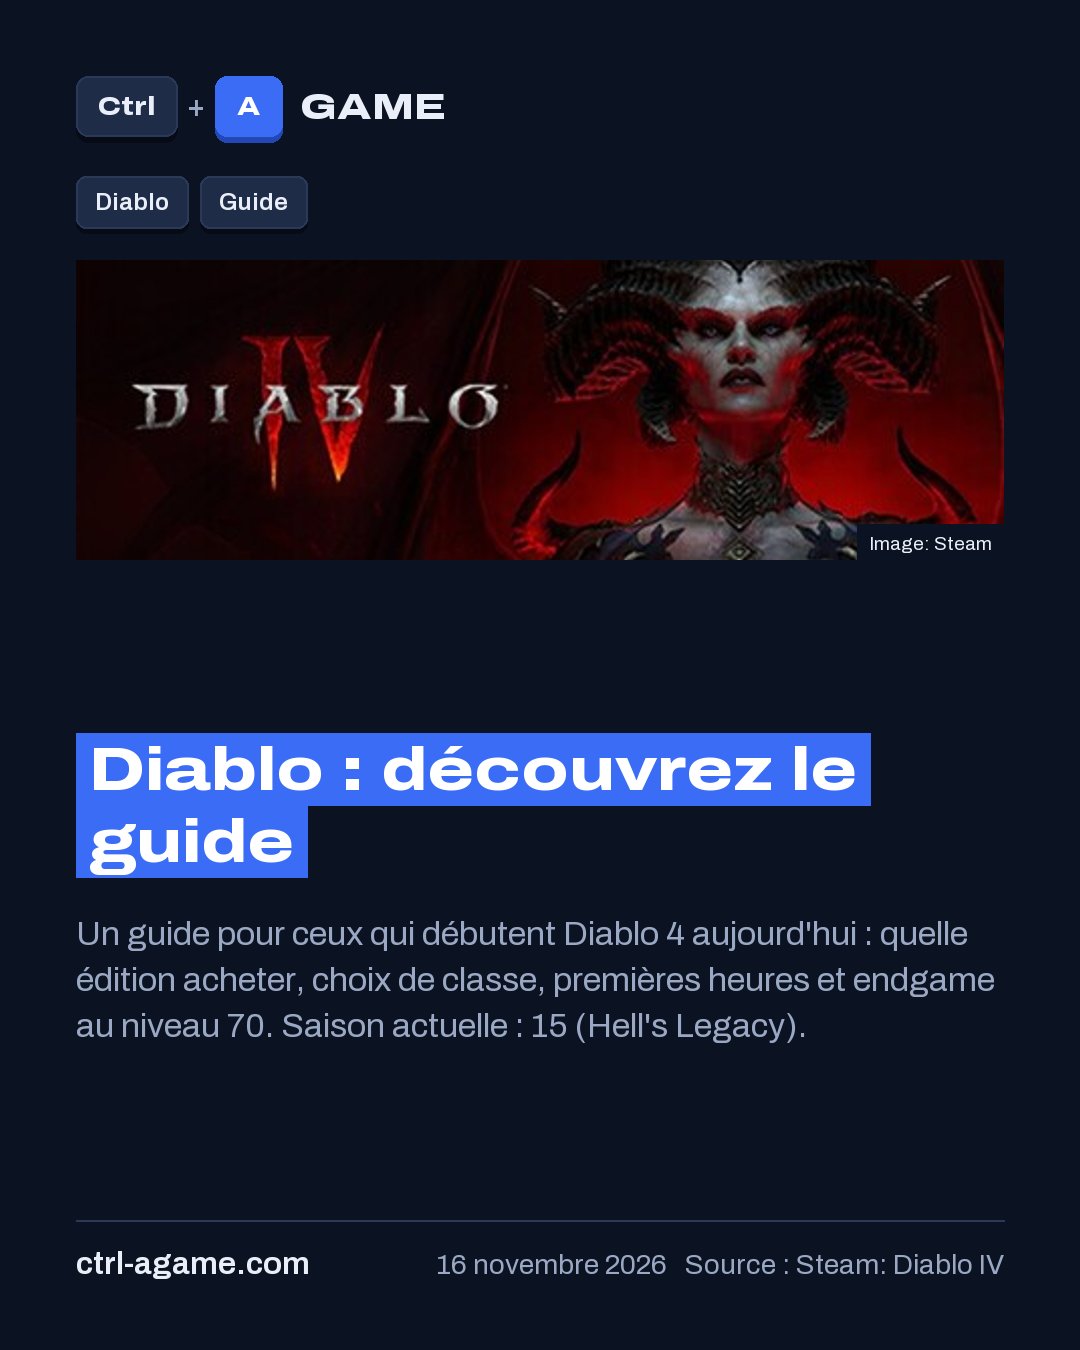 Ctrl + A GAME
Diablo Guide
DIABLO IV
Image: Steam
Diablo : découvrez le
guide
Un guide pour ceux qui débutent Diablo 4 aujourd'hui : quelle
édition acheter, choix de classe, premières heures et endgame
au niveau 70. Saison actuelle : 15 (Hell's Legacy).
ctrl-agame.com 16 novembre 2026 Source : Steam: Diablo IV